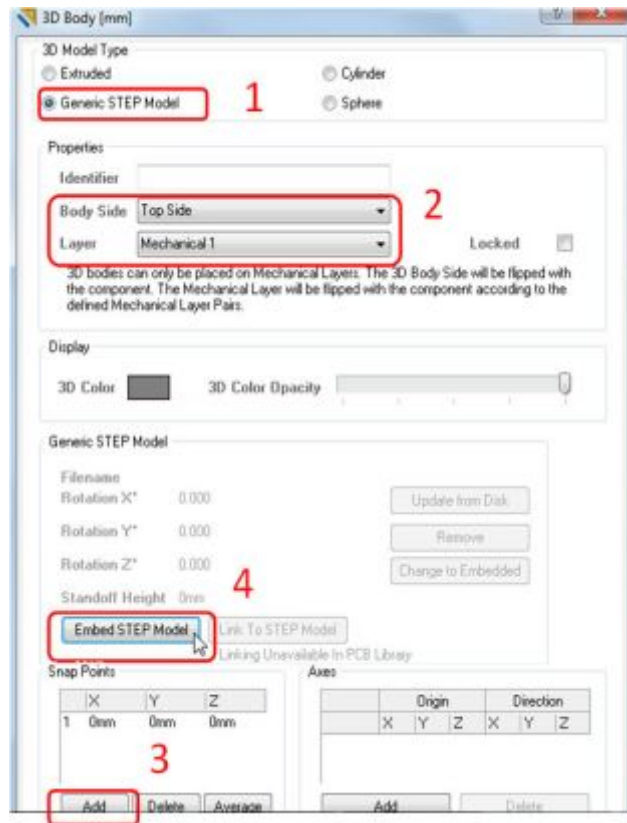 3D Body [mm]
3D Model Type
Extruded Cylinder
Generic STEP Model 1 Sphere
Properties
Identifier
Body Side Top Side 2
Layer Mechanical 1 Locked
3D bodies can only be placed on Mechanical Layers. The 3D Body Side will be flipped with
the component. The Mechanical Layer will be flipped with the component according to the
defined Mechanical Layer Pairs.
Display
3D Color 3D Color Opacity
Generic STEP Model
Filename
Rotation X° 0.000 Update from Disk
Rotation Y° 0.000 Remove
Rotation Z° 0.000 Change to Embedded
Standoff Height 0mm 4
Embed STEP Model Link To STEP Model
Linking Unavailable In PCB Library
Snap Points Axes
X Y Z Origin Direction
1 0mm 0mm 0mm X Y Z X Y Z
3
Add Delete Average Add Delete